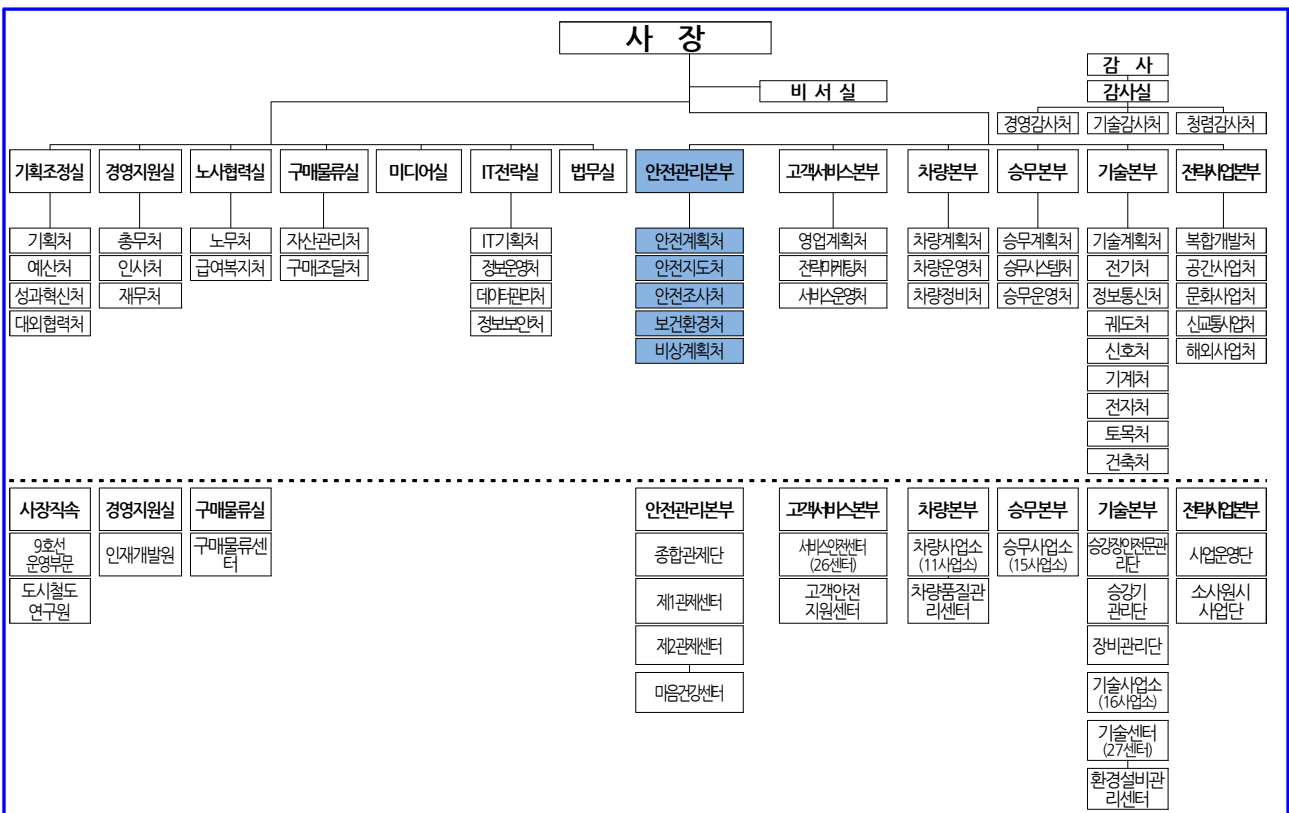 사 장
감 사
비 서 실
감사실
경영감사처 기술감사처 청렴감사처
기획조정실 경영지원실 노사협력실 구매물류실 미디어실 IT전략실 법무실 안전관리본부 고객서비스본부 차량본부 승무본부 기술본부 전략사업본부
기획처 총무처 노무처 자산관리처 IT기획처 안전계획처 영업계획처 차량계획처 승무계획처 기술계획처 복합개발처
예산처 인사처 급여복지처 구매조달처 정보운영처 안전지도처 전략마케팅처 차량운영처 승무시스템처 전기처 공간사업처
성과혁신처 재무처 데이터관리처 안전조사처 서비스운영처 차량정비처 승무운영처 정보통신처 문화사업처
대외협력처 정보보안처 보건환경처 궤도처 신교통사업처
비상계획처 신호처 해외사업처
기계처
전자처
토목처
건축처
사장직속 경영지원실 구매물류실 안전관리본부 고객서비스본부 차량본부 승무본부 기술본부 전략사업본부
9호선
운영부문
인재개발원
구매물류센
터
종합관제단
서비스안전센터
(26센터)
차량사업소
(11사업소)
승무사업소
(15사업소)
승강장안전문관
리단
사업운영단
도시철도
연구원
제1관제센터
고객안전
지원센터
차량품질관
리센터
승강기
관리단
소사원시
사업단
제2관제센터
장비관리단
마음건강센터
기술사업소
(16사업소)
기술센터
(27센터)
환경설비관
리센터